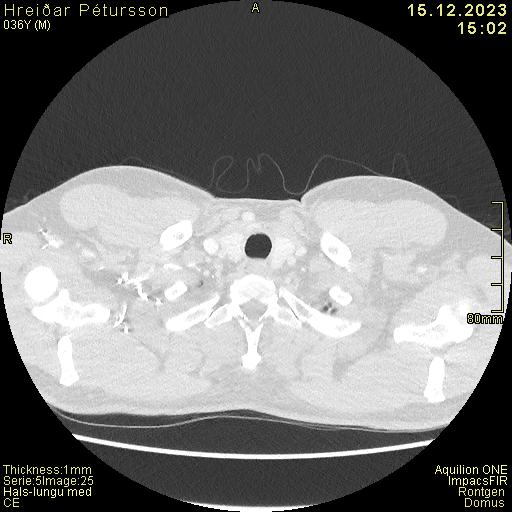 Hreiðar Pétursson
036Y (M)
A
15.12.2023
15:02
R
80mm
Thickness:1mm
Serie:5Image:25
Hals-lungu med
CE
Aquilion ONE
ImpacsFIR
Rontgen
Domus